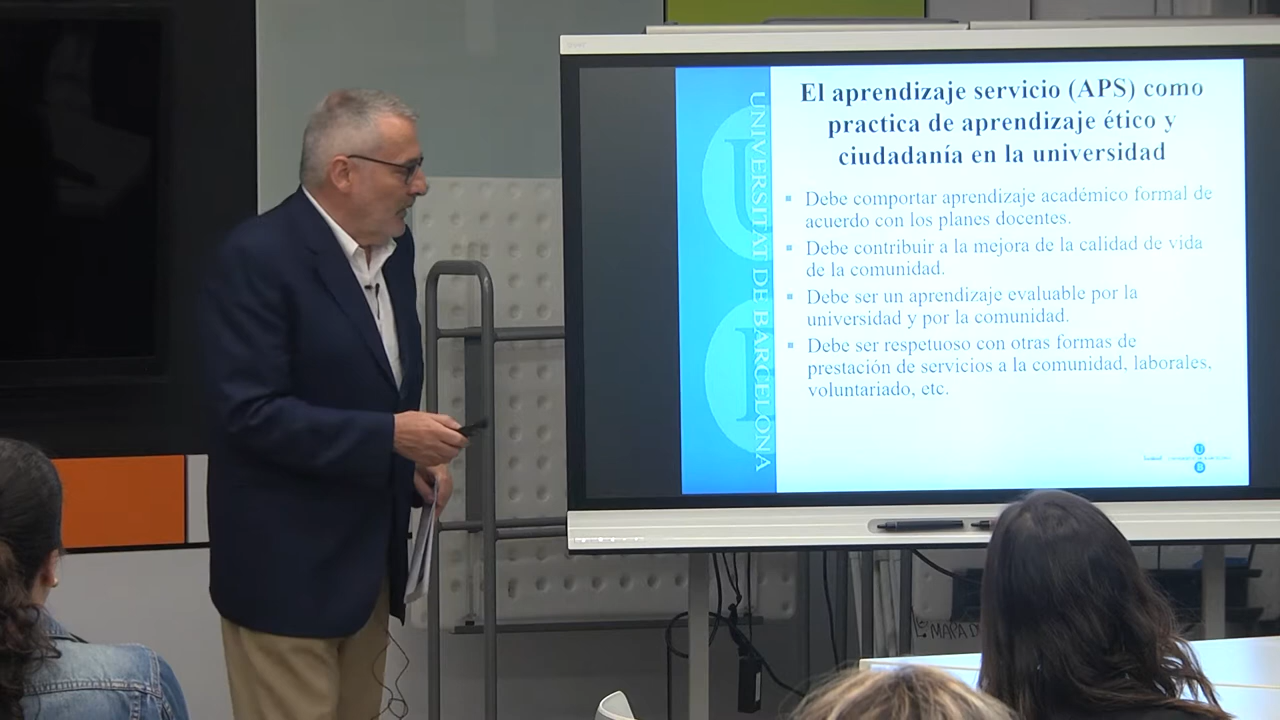 El aprendizaje servicio (APS) como
practica de aprendizaje ético y
ciudadanía en la universidad
Debe comportar aprendizaje académico formal de
acuerdo con los planes docentes.
Debe contribuir a la mejora de la calidad de vida
de la comunidad.
Debe ser un aprendizaje evaluable por la
universidad y por la comunidad.
Debe ser respetuoso con otras formas de
prestación de servicios a la comunidad, laborales,
voluntariado, etc.
UNIVERSITAT DE BARCELONA
U
B
MAPA